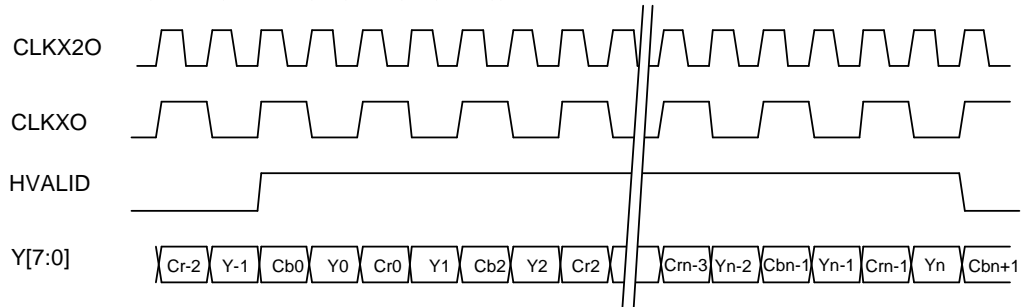 CLKX2O
CLKXO
HVALID
Y[7:0] Cr-2 Y-1 Cb0 Y0 Cr0 Y1 Cb2 Y2 Cr2 Crn-3 Yn-2 Cbn-1 Yn-1 Crn-1 Yn Cbn+1